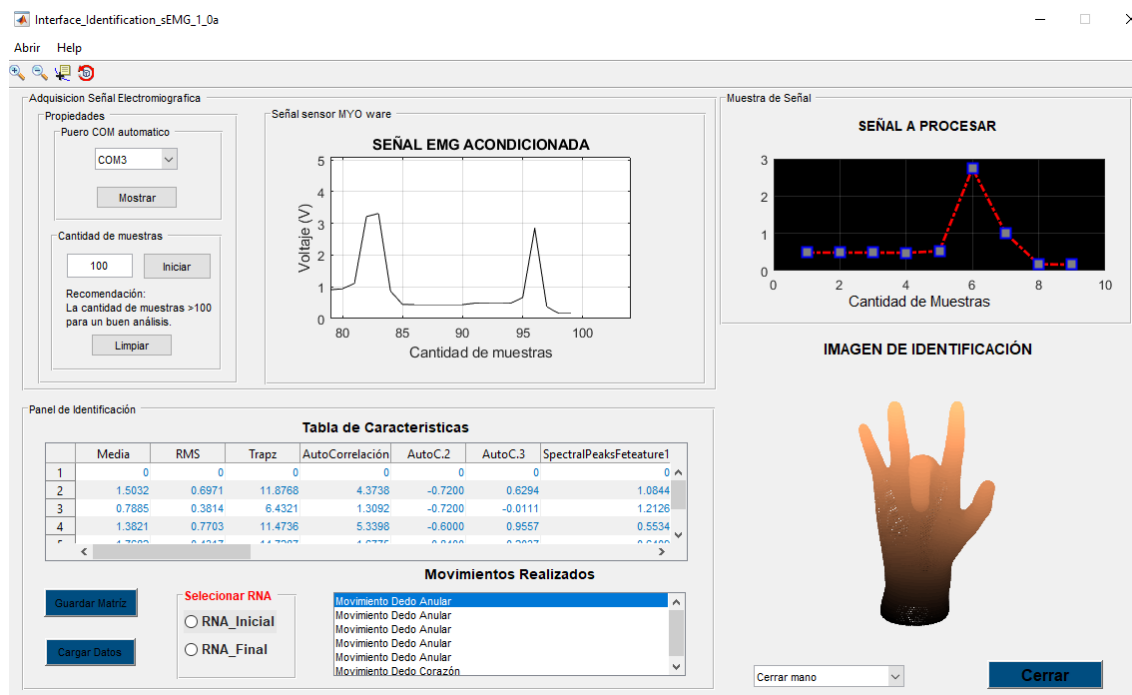 Interface_Identification_sEMG_1_0a
Abrir Help
Adquisicion Señal Electromiografica
Propiedades
Puero COM automatico
COM3
Mostrar
Cantidad de muestras
100 Iniciar
Recomendación:
La cantidad de muestras >100
para un buen análisis.
Limpiar
Señal sensor MYO ware
SEÑAL EMG ACONDICIONADA
Voltaje (V)
5
4
3
2
1
0
80 85 90 95 100
Cantidad de muestras
Muestra de Señal
SEÑAL A PROCESAR
3
2
1
0
0 2 4 6 8 10
Cantidad de Muestras
IMAGEN DE IDENTIFICACIÓN
Panel de Identificación
Tabla de Caracteristicas
Media RMS Trapz AutoCorrelación AutoC.2 AutoC.3 SpectralPeaksFeteature1
1 0 0 0 0 0 0 0
2 1.5032 0.6971 11.8768 4.3738 -0.7200 0.6294 1.0844
3 0.7885 0.3814 6.4321 1.3092 -0.7200 -0.0111 1.2126
4 1.3821 0.7703 11.4736 5.3398 -0.6000 0.9557 0.5534
Guardar Matriz
Cargar Datos
Selecionar RNA
RNA_Inicial
RNA_Final
Movimientos Realizados
Movimiento Dedo Anular
Movimiento Dedo Anular
Movimiento Dedo Anular
Movimiento Dedo Anular
Movimiento Dedo Anular
Movimiento Dedo Corazón
Cerrar mano
Cerrar